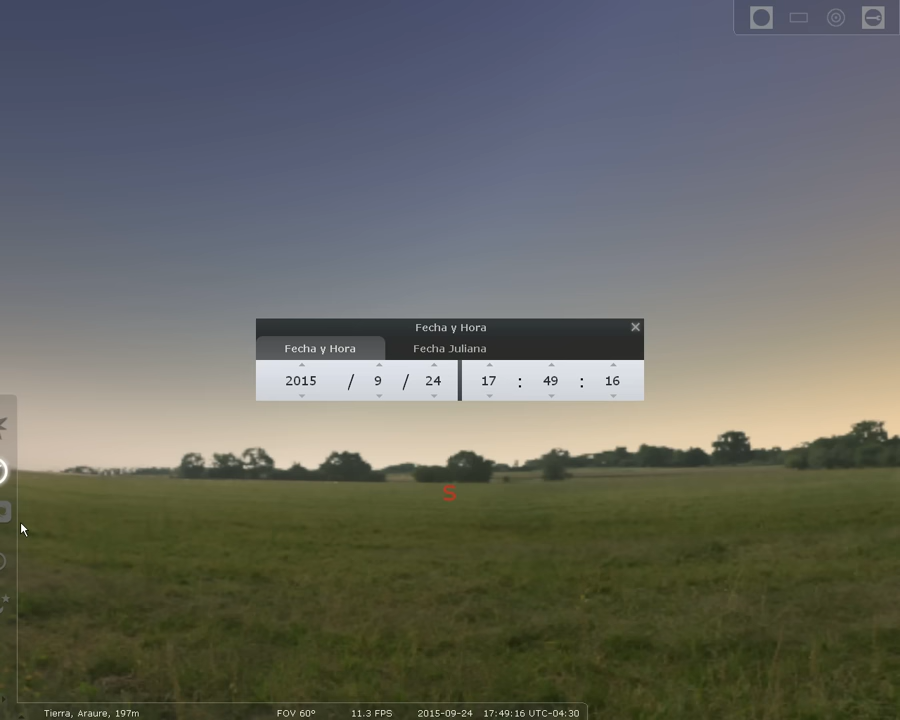 Fecha y Hora
Fecha y Hora Fecha Juliana
2015 / 9 / 24 17 : 49 : 16
S
Tierra, Araure, 197m FOV 60° 11.3 FPS 2015-09-24 17:49:16 UTC-04:30